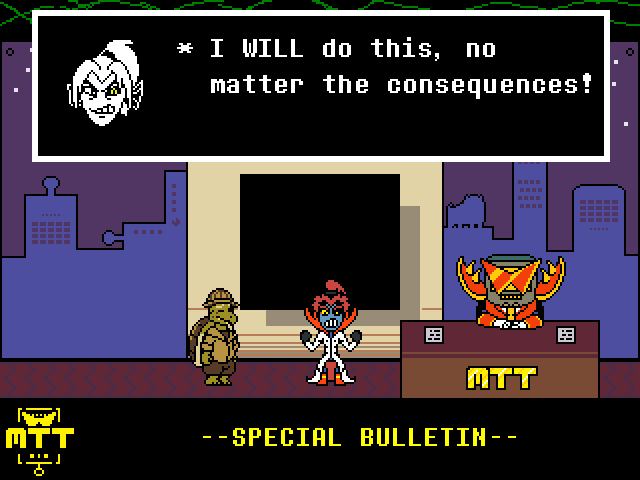 * I WILL do this, no
matter the consequences!
MTT
MTT
--SPECIAL BULLETIN--